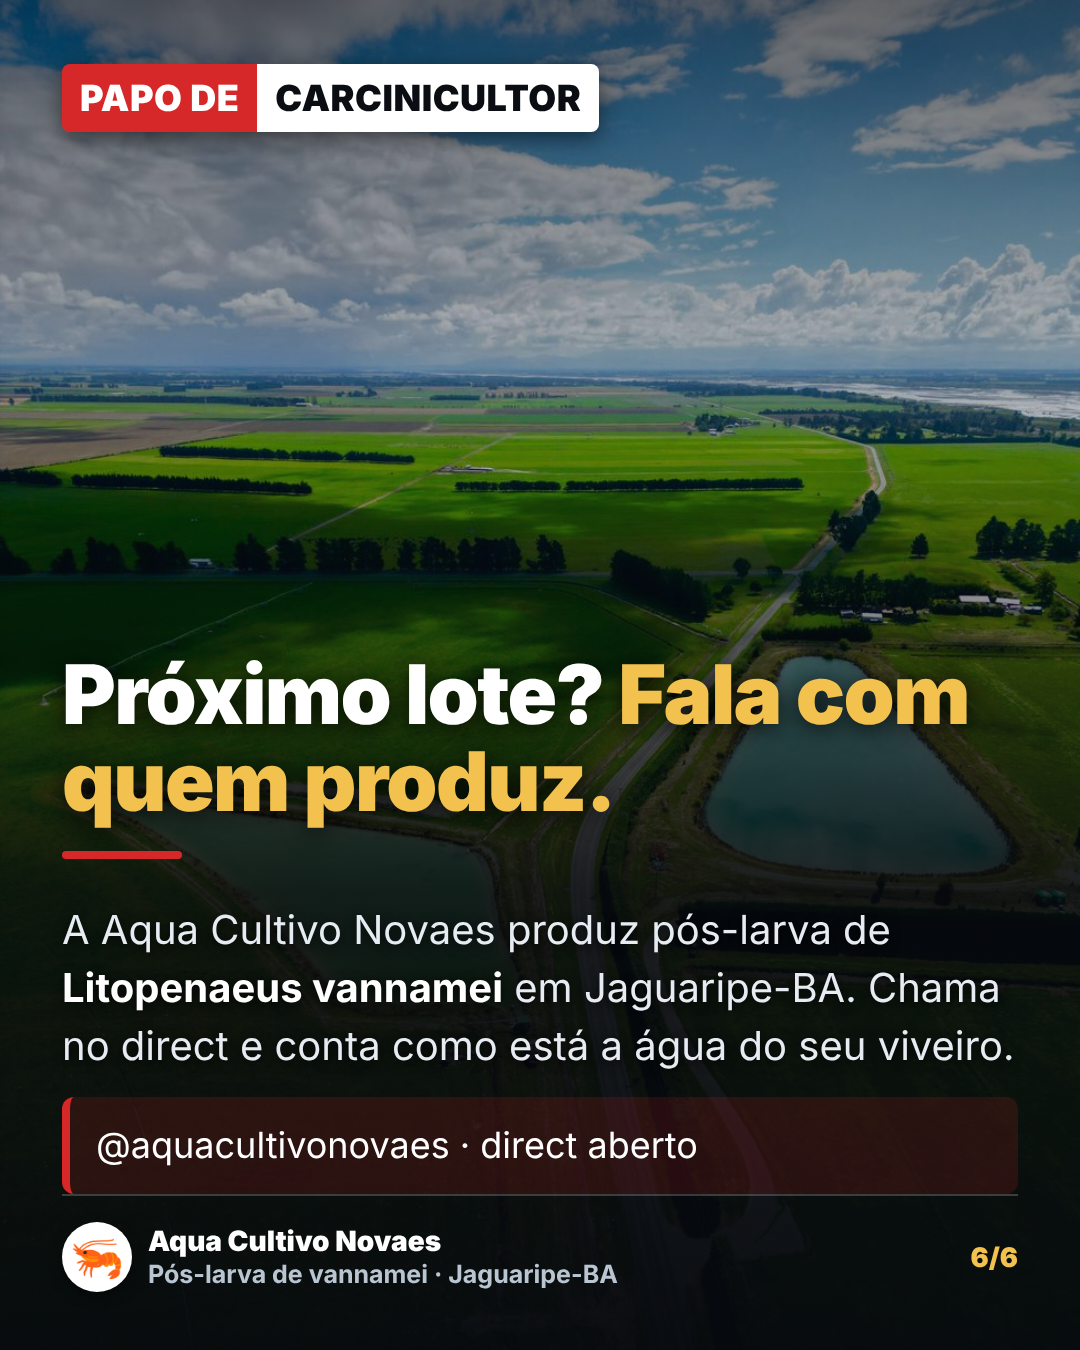 PAPO DE CARCINICULTOR
Próximo lote? Fala com
quem produz.
A Aqua Cultivo Novaes produz pós-larva de
Litopenaeus vannamei em Jaguaripe-BA. Chama
no direct e conta como está a água do seu viveiro.
@aquacultivonovaes · direct aberto
Aqua Cultivo Novaes
Pós-larva de vannamei · Jaguaripe-BA
6/6